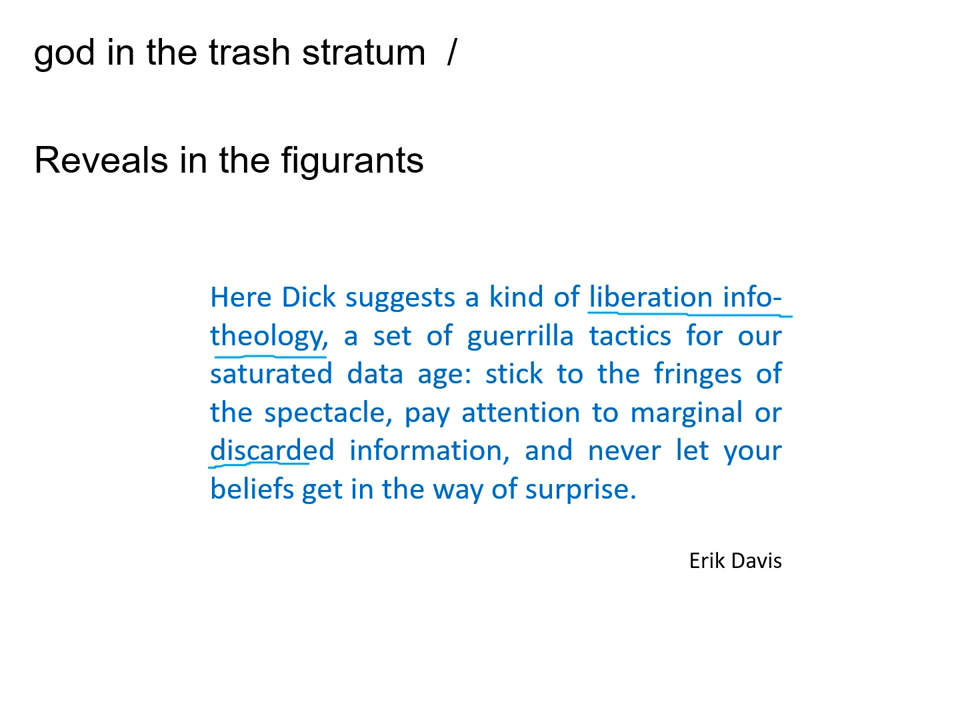 god in the trash stratum  /
Reveals in the figurants
Here Dick suggests a kind of liberation info-
theology, a set of guerrilla tactics for our
saturated data age: stick to the fringes of
the spectacle, pay attention to marginal or
discarded information, and never let your
beliefs get in the way of surprise.
Erik Davis